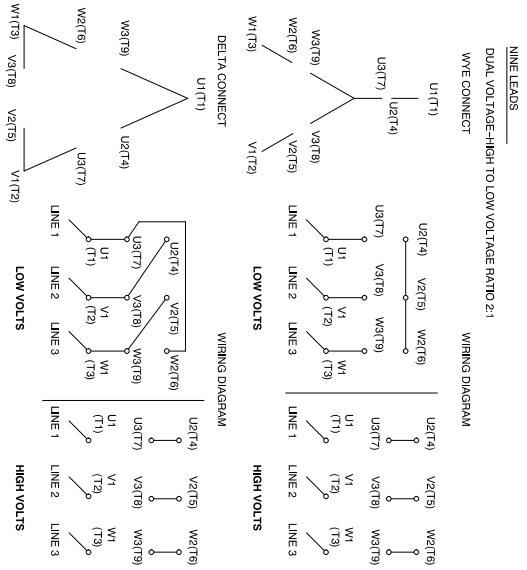 NINE LEADS
DUAL VOLTAGE-HIGH TO LOW VOLTAGE RATIO 2:1
WYE CONNECT
WIRING DIAGRAM
U1(T1)
U3(T7)
U2(T4)
W3(T9)
W2(T6)
W1(T3)
V3(T8)
V2(T5)
V1(T2)
U2(T4) V2(T5) W2(T6)
U3(T7) V3(T8) W3(T9)
U1 V1 W1
(T1) (T2) (T3)
LINE 1 LINE 2 LINE 3
LOW VOLTS
U2(T4) V2(T5) W2(T6)
U3(T7) V3(T8) W3(T9)
U1 V1 W1
(T1) (T2) (T3)
LINE 1 LINE 2 LINE 3
HIGH VOLTS
DELTA CONNECT
WIRING DIAGRAM
U1(T1)
W3(T9)
U2(T4)
W2(T6)
U3(T7)
W1(T3)
V3(T8)
V2(T5)
V1(T2)
U2(T4) V2(T5) W2(T6)
U3(T7) V3(T8) W3(T9)
U1 V1 W1
(T1) (T2) (T3)
LINE 1 LINE 2 LINE 3
LOW VOLTS
U2(T4) V2(T5) W2(T6)
U3(T7) V3(T8) W3(T9)
U1 V1 W1
(T1) (T2) (T3)
LINE 1 LINE 2 LINE 3
HIGH VOLTS